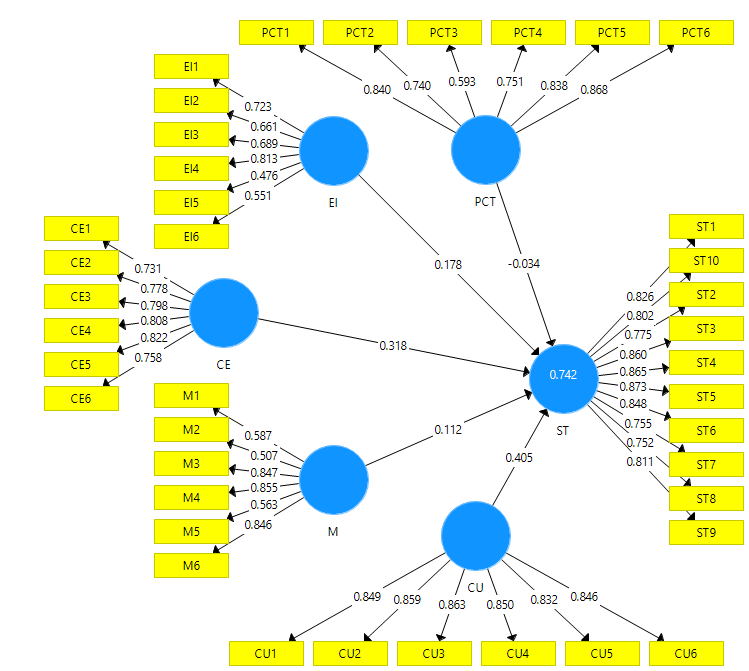 PCT1 PCT2 PCT3 PCT4 PCT5 PCT6
0.840 0.740 0.593 0.751 0.838 0.868
PCT
EI1
EI2
EI3
EI4
EI5
EI6
0.723
0.661
0.689
0.813
0.476
0.551
EI
0.178
-0.034
CE1
CE2
CE3
CE4
CE5
CE6
0.731
0.778
0.798
0.808
0.822
0.758
CE
0.318
M1
M2
M3
M4
M5
M6
0.587
0.507
0.847
0.855
0.563
0.846
M
0.112
0.405
0.742
ST
0.826
0.802
0.775
0.860
0.865
0.873
0.848
0.755
0.752
0.811
ST1
ST10
ST2
ST3
ST4
ST5
ST6
ST7
ST8
ST9
CU
0.849 0.859 0.863 0.850 0.832 0.846
CU1 CU2 CU3 CU4 CU5 CU6